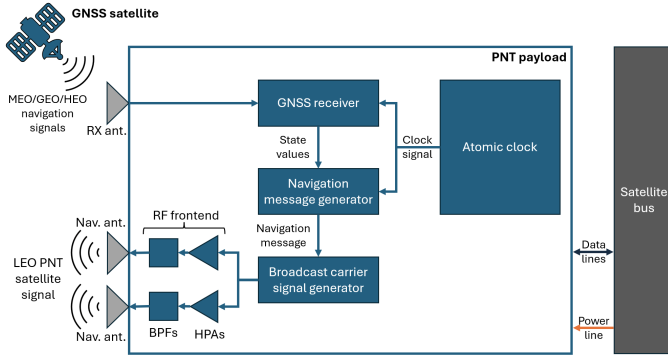 GNSS satellite
PNT payload
MEO/GEO/HEO
navigation
signals
RX ant.
GNSS receiver
State
values
Clock
signal
Atomic clock
Navigation
message generator
Satellite
bus
Nav. ant.
RF frontend
Navigation
message
LEO PNT
satellite
signal
Broadcast carrier
signal generator
Data
lines
Nav. ant.
BPFs
HPAs
Power
line